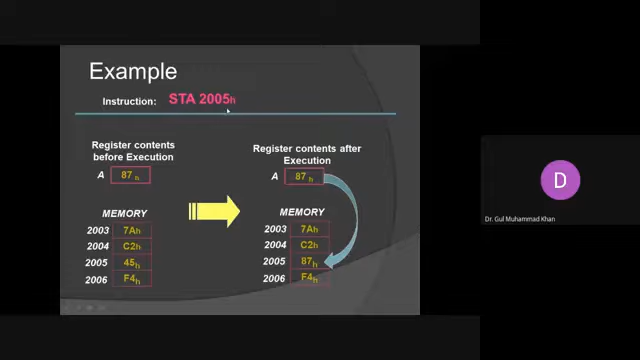 Example
Instruction: STA 2005h
Register contents
before Execution
A 87h
MEMORY
2003 7Ah
2004 C2h
2005 45h
2006 F4h
Register contents after
Execution
A 87h
MEMORY
2003 7Ah
2004 C2h
2005 87h
2006 F4h
D
Dr. Gul Muhammad Khan